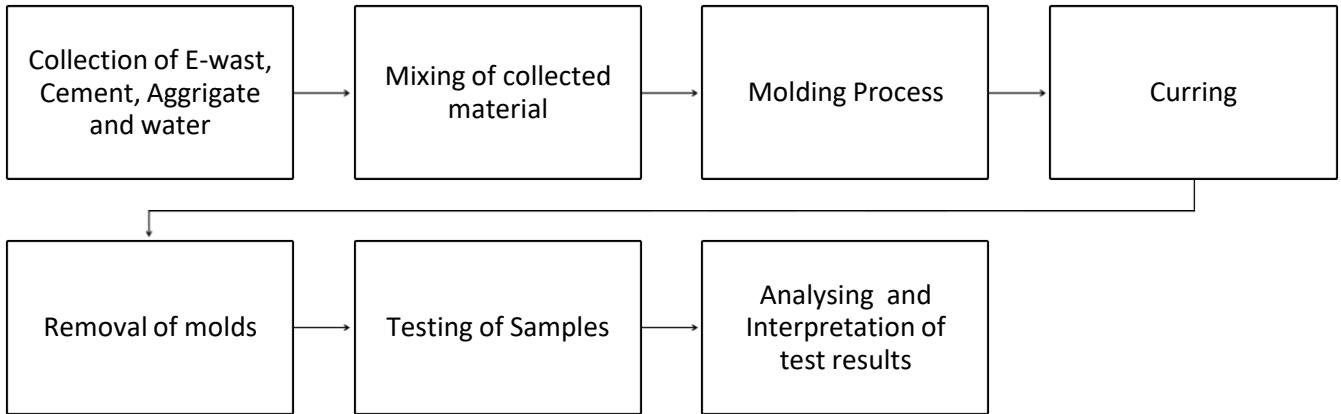 Collection of E-wast,
Cement, Aggrigate
and water
Mixing of collected
material
Molding Process
Curring
Removal of molds
Testing of Samples
Analysing and
Interpretation of
test results